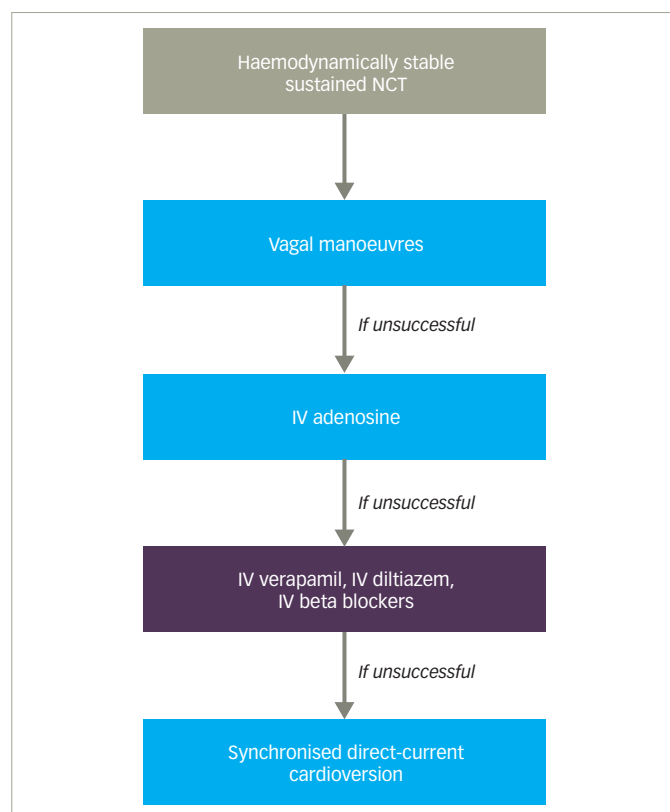 Haemodynamically stable
sustained NCT
Vagal manoeuvres
If unsuccessful
IV adenosine
If unsuccessful
IV verapamil, IV diltiazem,
IV beta blockers
If unsuccessful
Synchronised direct-current
cardioversion